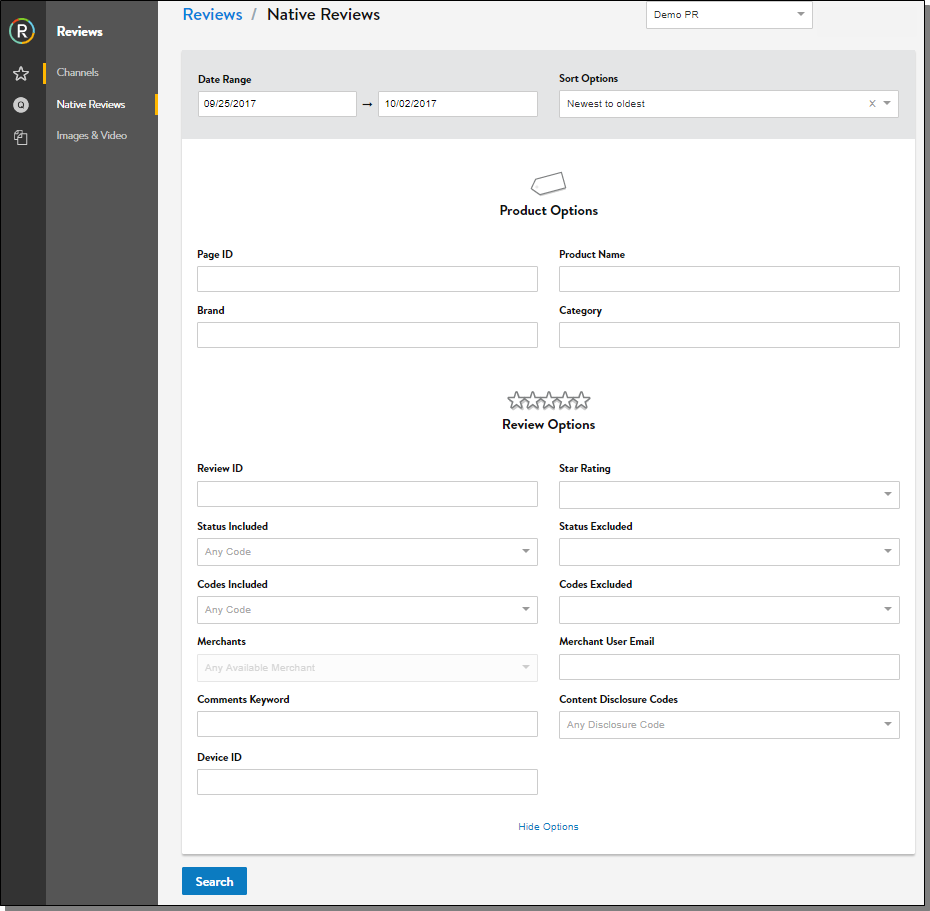 R
Reviews
Channels
Native Reviews
Images & Video
Q
Reviews / Native Reviews
Demo PR
Date Range
09/25/2017 → 10/02/2017
Sort Options
Newest to oldest x
Product Options
Page ID
Product Name
Brand
Category
Review Options
Review ID
Star Rating
Status Included
Any Code
Status Excluded
Codes Included
Any Code
Codes Excluded
Merchants
Any Available Merchant
Merchant User Email
Comments Keyword
Content Disclosure Codes
Any Disclosure Code
Device ID
Hide Options
Search